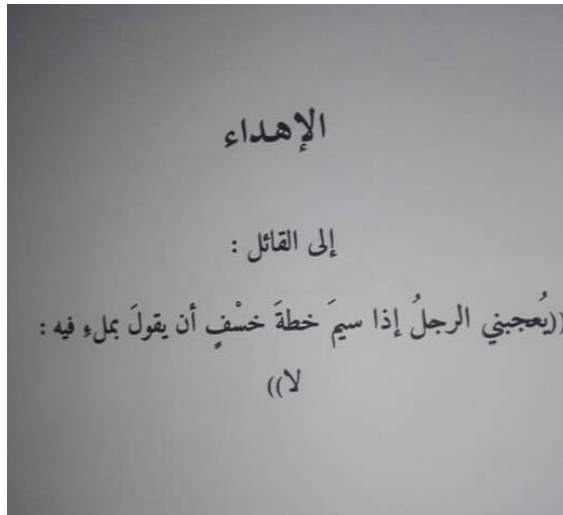 الإهداء
إلى القائل :
((يُعجبني الرجلُ إذا سيمَ خطةَ خسْفٍ أن يقولَ بملءِ فيه :
لا))